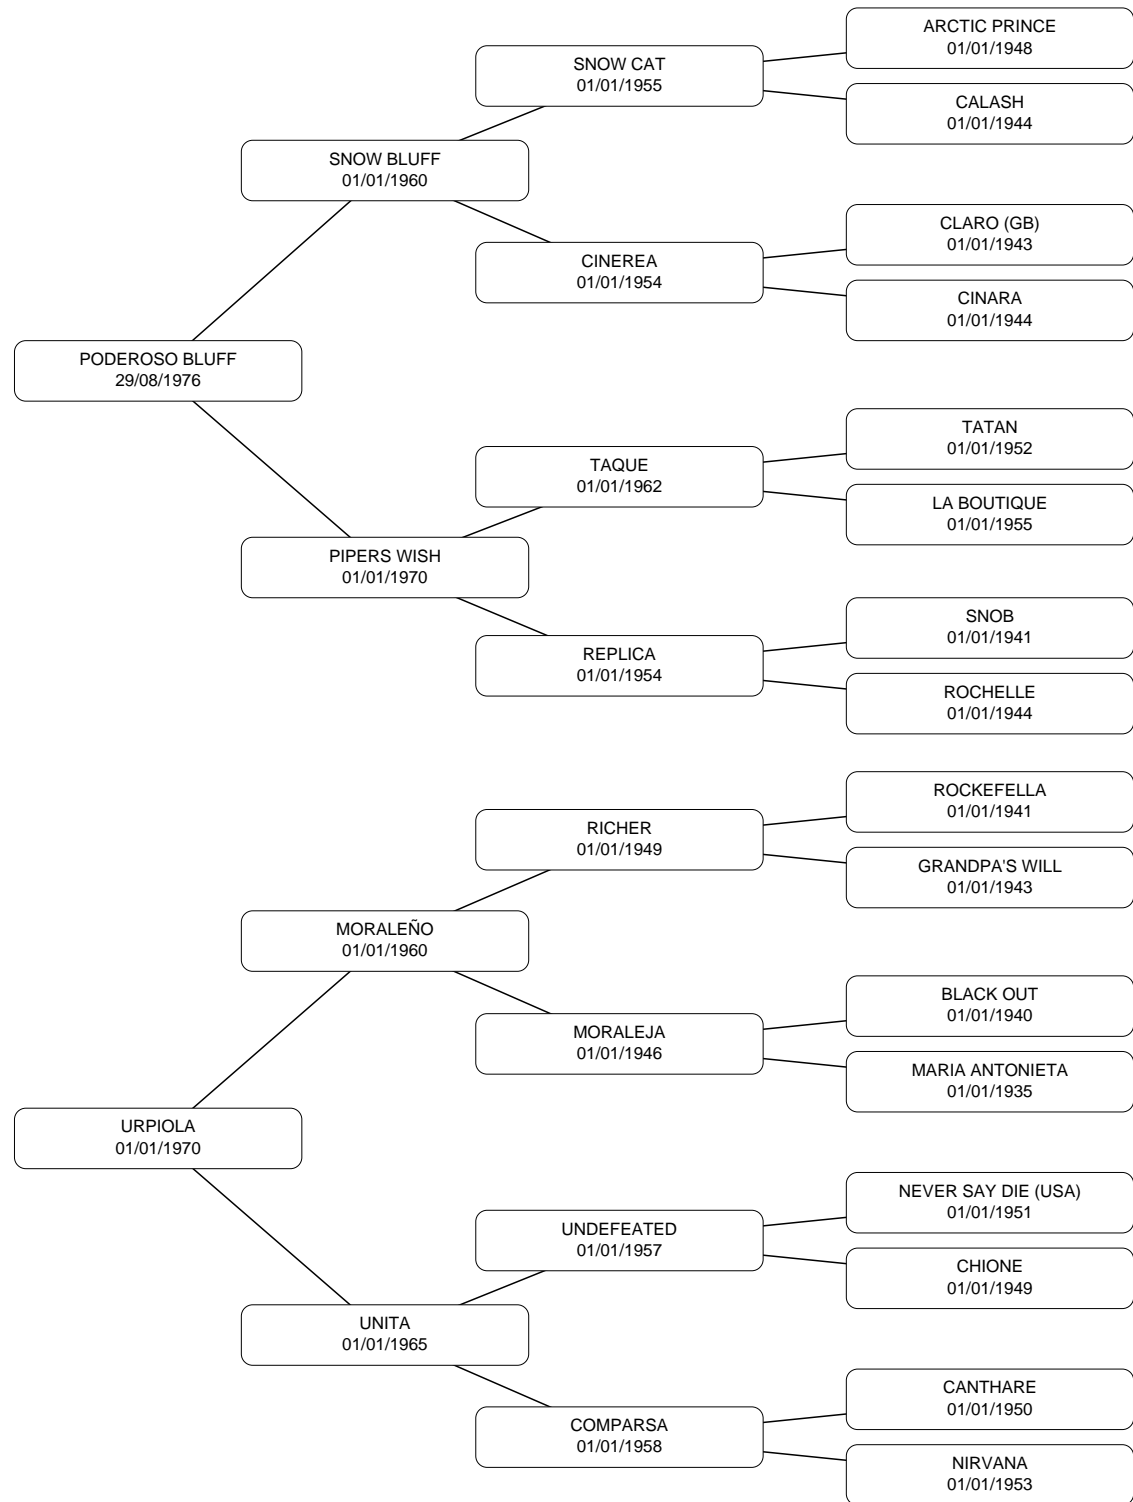 ARCTIC PRINCE
01/01/1948
SNOW CAT
01/01/1955
CALASH
01/01/1944
SNOW BLUFF
01/01/1960
CLARO (GB)
01/01/1943
CINEREA
01/01/1954
CINARA
01/01/1944
PODEROSO BLUFF
29/08/1976
TATAN
01/01/1952
TAQUE
01/01/1962
LA BOUTIQUE
01/01/1955
PIPERS WISH
01/01/1970
SNOB
01/01/1941
REPLICA
01/01/1954
ROCHELLE
01/01/1944
ROCKEFELLA
01/01/1941
RICHER
01/01/1949
GRANDPA'S WILL
01/01/1943
MORALEÑO
01/01/1960
BLACK OUT
01/01/1940
MORALEJA
01/01/1946
MARIA ANTONIETA
01/01/1935
URPIOLA
01/01/1970
NEVER SAY DIE (USA)
01/01/1951
UNDEFEATED
01/01/1957
CHIONE
01/01/1949
UNITA
01/01/1965
CANTHARE
01/01/1950
COMPARSA
01/01/1958
NIRVANA
01/01/1953